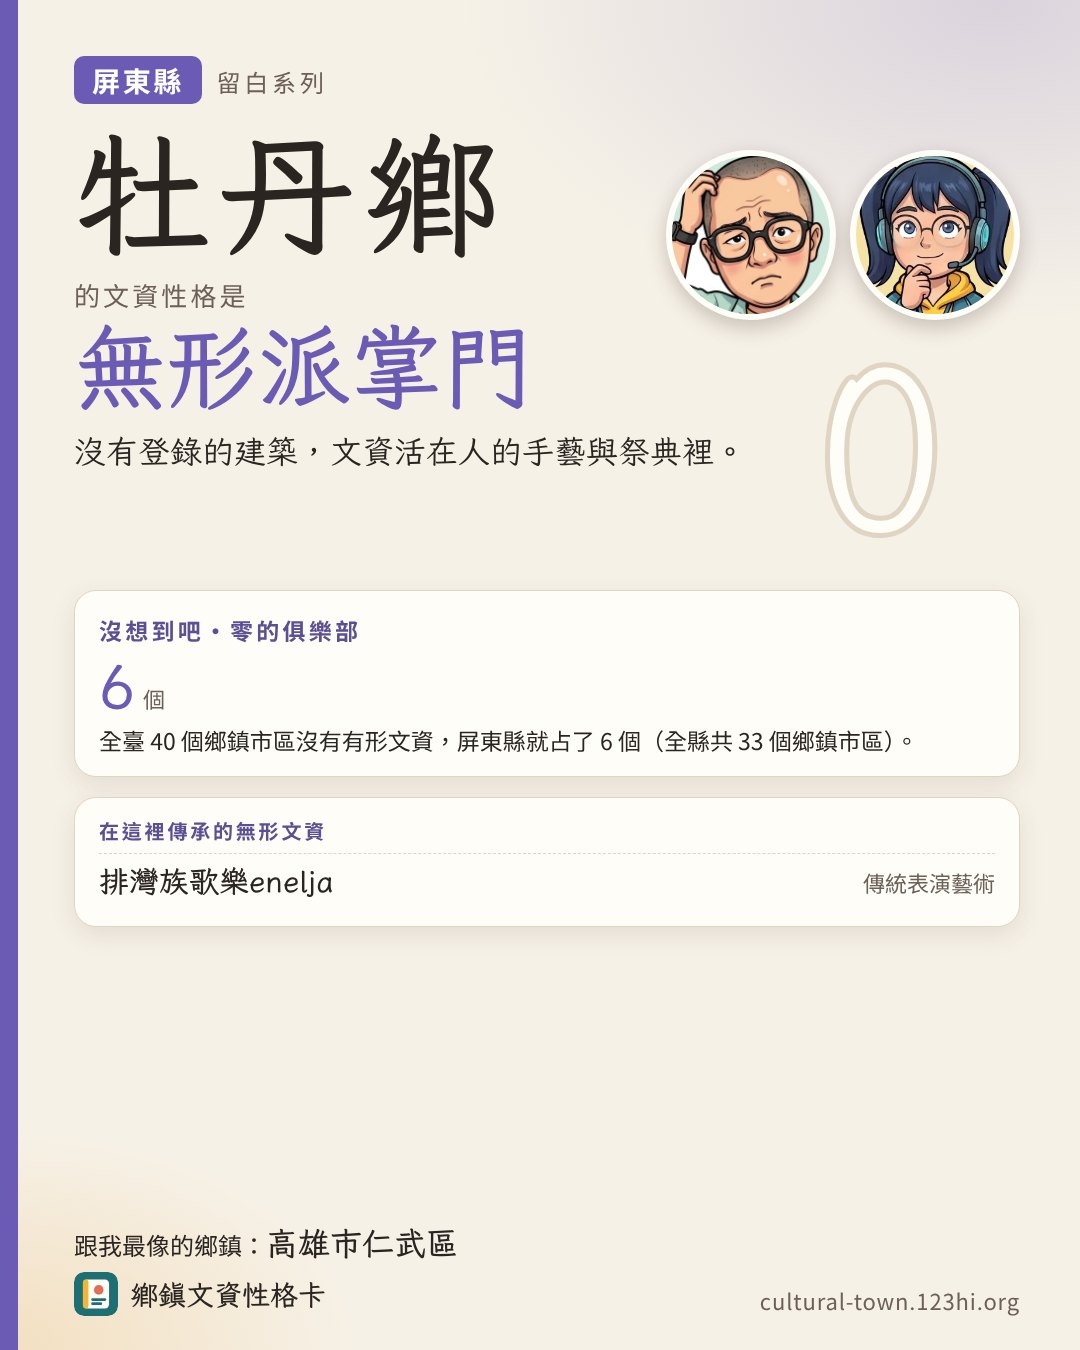 屏東縣 留白系列
牡丹鄉
的文資性格是
無形派掌門
沒有登錄的建築，文資活在人的手藝與祭典裡。
0
沒想到吧・零的俱樂部
6 個
全臺 40 個鄉鎮市區沒有有形文資，屏東縣就占了 6 個（全縣共 33 個鄉鎮市區）。
在這裡傳承的無形文資
排灣族歌樂enelja 傳統表演藝術
跟我最像的鄉鎮：高雄市仁武區
鄉鎮文資性格卡
cultural-town.123hi.org